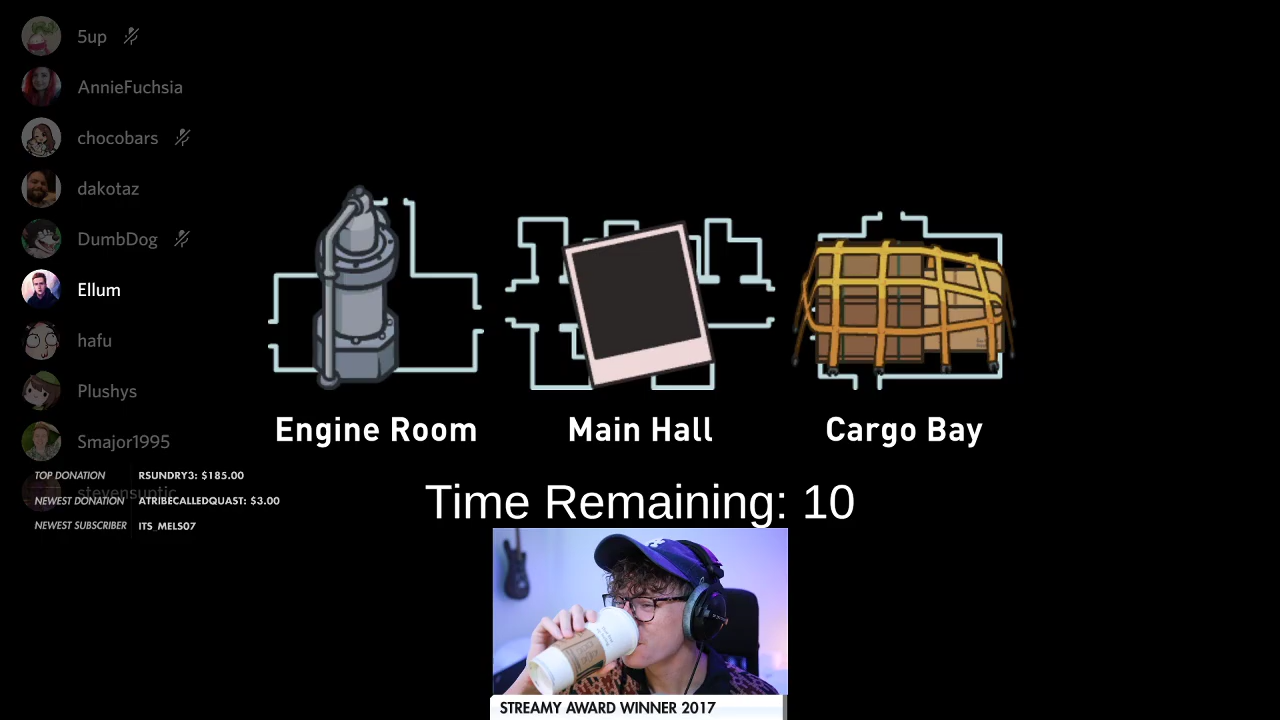 5up
AnnieFuchsia
chocobars
dakotaz
DumbDog
Ellum
hafu
Plushys
Smajor1995
stevensuptic
TOP DONATION RSUNDRY3: $185.00
NEWEST DONATION ATRIBECALLEDQUAST: $3.00
NEWEST SUBSCRIBER ITS_MELS07
Engine Room
Main Hall
Cargo Bay
Time Remaining: 10
STREAMY AWARD WINNER 2017